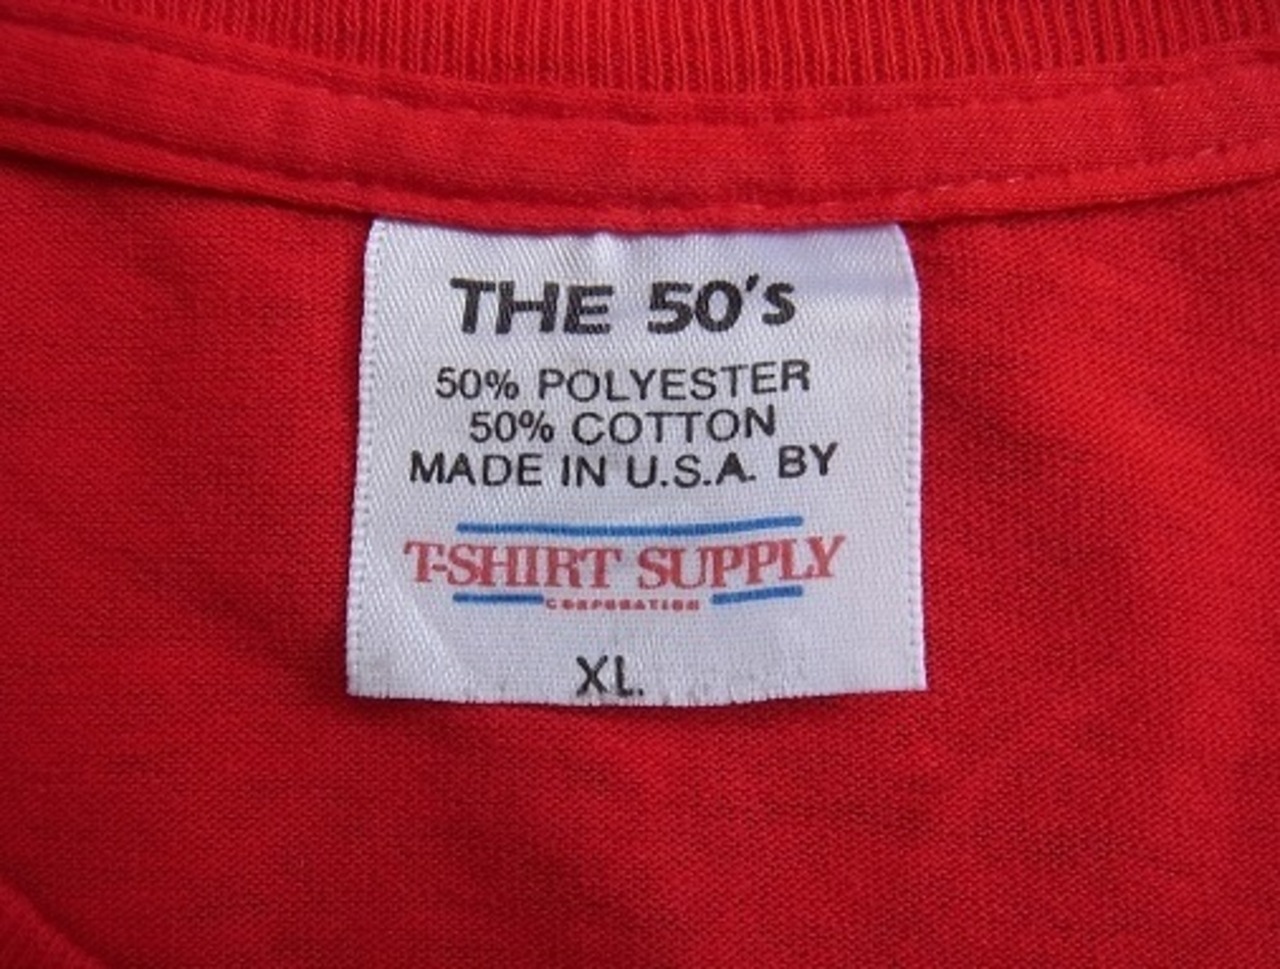 THE 50's
50% POLYESTER
50% COTTON
MADE IN U.S.A. BY
T-SHIRT SUPPLY
CORPORATION
XL.